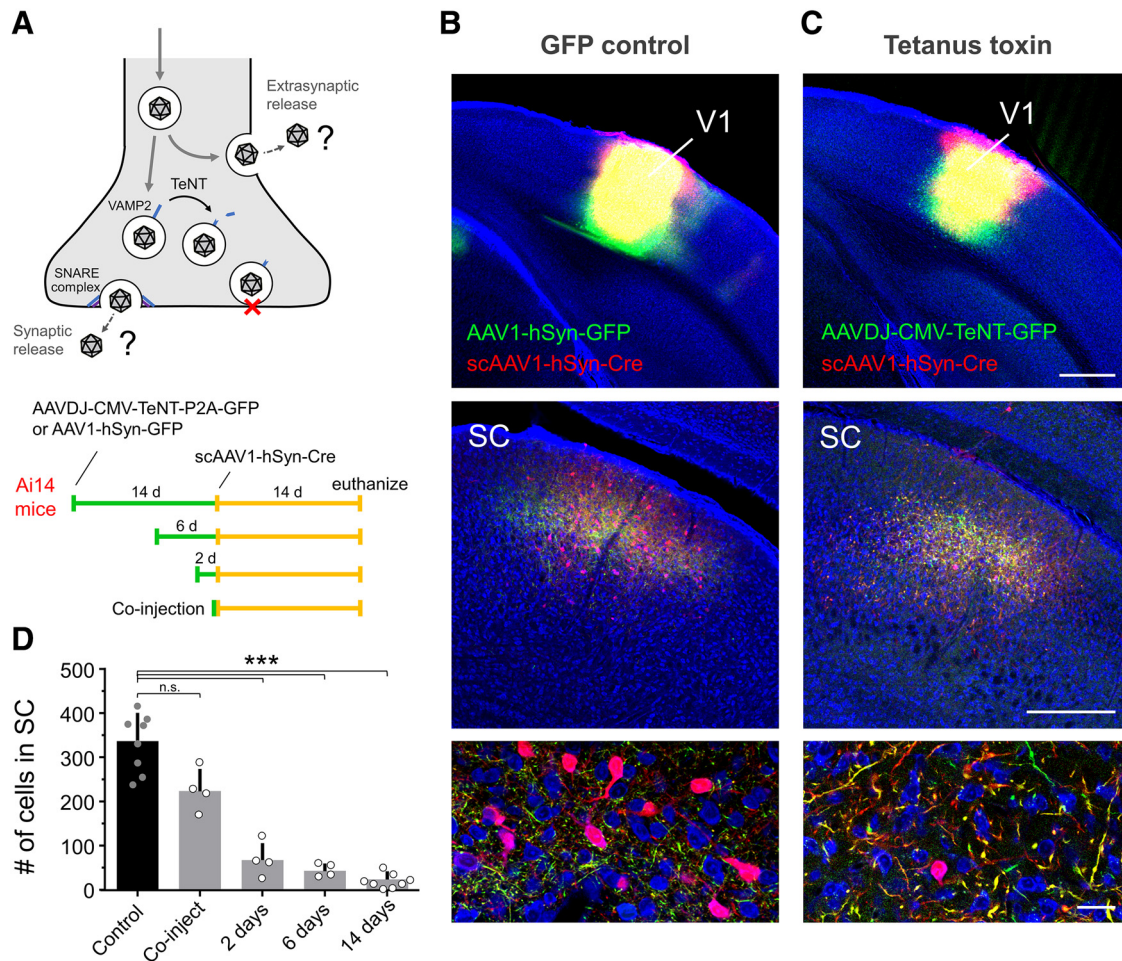 A
Extrasynaptic
release
?
TeNT
VAMP2
SNARE
complex
Synaptic
release
?
AAVDJ-CMV-TeNT-P2A-GFP
or AAV1-hSyn-GFP
scAAV1-hSyn-Cre
Ai14
mice
14 d
14 d
euthanize
6 d
2 d
Co-injection
B
GFP control
V1
AAV1-hSyn-GFP
scAAV1-hSyn-Cre
SC
C
Tetanus toxin
V1
AAVDJ-CMV-TeNT-GFP
scAAV1-hSyn-Cre
SC
D
# of cells in SC
500
400
300
200
100
0
***
n.s.
Control
Co-inject
2 days
6 days
14 days